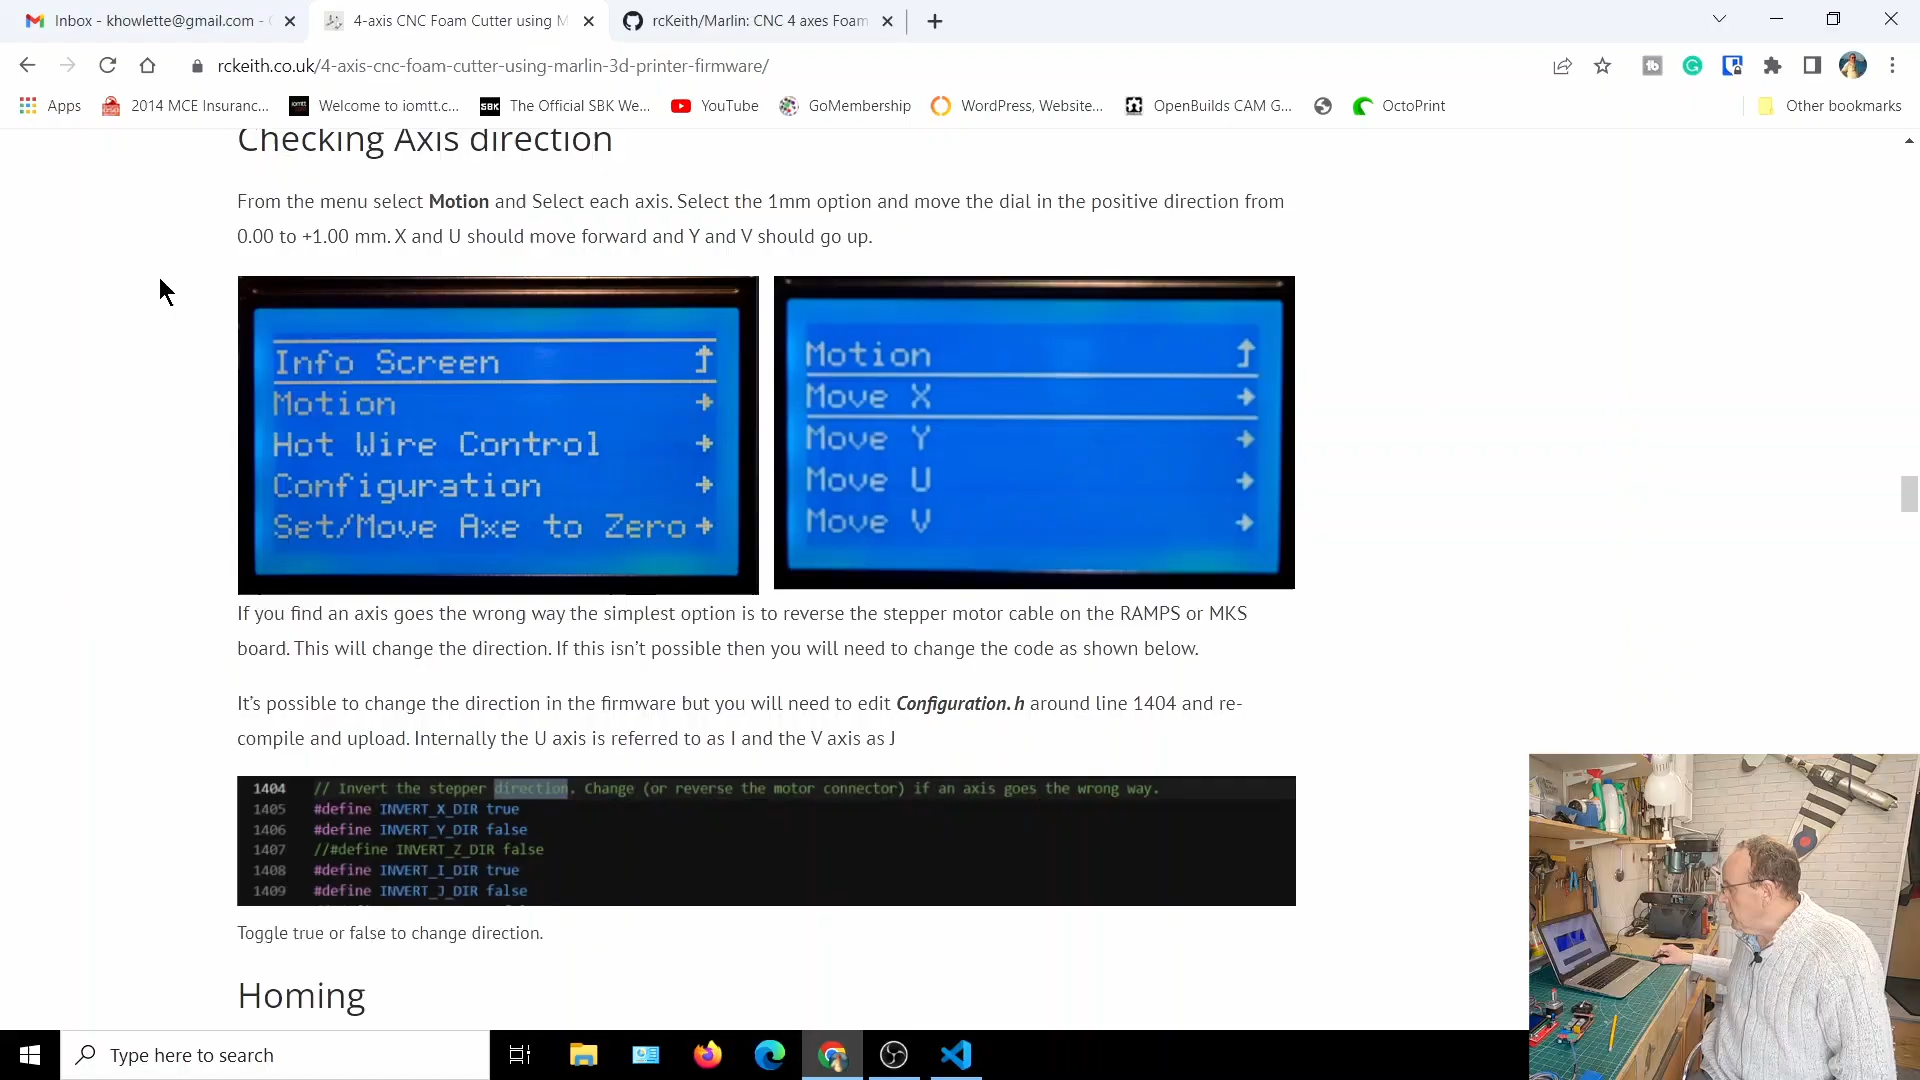 Inbox - khowlette@gmail.com -
4-axis CNC Foam Cutter using M
rcKeith/Marlin: CNC 4 axes Foam
rckeith.co.uk/4-axis-cnc-foam-cutter-using-marlin-3d-printer-firmware/
Apps
2014 MCE Insuranc...
Welcome to iomtt.c...
The Official SBK We...
YouTube
GoMembership
WordPress, Website...
OpenBuilds CAM G...
OctoPrint
Other bookmarks
Checking Axis direction
From the menu select Motion and Select each axis. Select the 1mm option and move the dial in the positive direction from
0.00 to +1.00 mm. X and U should move forward and Y and V should go up.
Info Screen
Motion
Hot Wire Control
Configuration
Set/Move Axe to Zero
Motion
Move X
Move Y
Move U
Move V
If you find an axis goes the wrong way the simplest option is to reverse the stepper motor cable on the RAMPS or MKS
board. This will change the direction. If this isn't possible then you will need to change the code as shown below.
It's possible to change the direction in the firmware but you will need to edit Configuration.h around line 1404 and re-
compile and upload. Internally the U axis is referred to as I and the V axis as J
1404 // Invert the stepper direction. Change (or reverse the motor connector) if an axis goes the wrong way.
1405 #define INVERT_X_DIR true
1406 #define INVERT_Y_DIR false
1407 //#define INVERT_Z_DIR false
1408 #define INVERT_I_DIR true
1409 #define INVERT_J_DIR false
Toggle true or false to change direction.
Homing
Type here to search